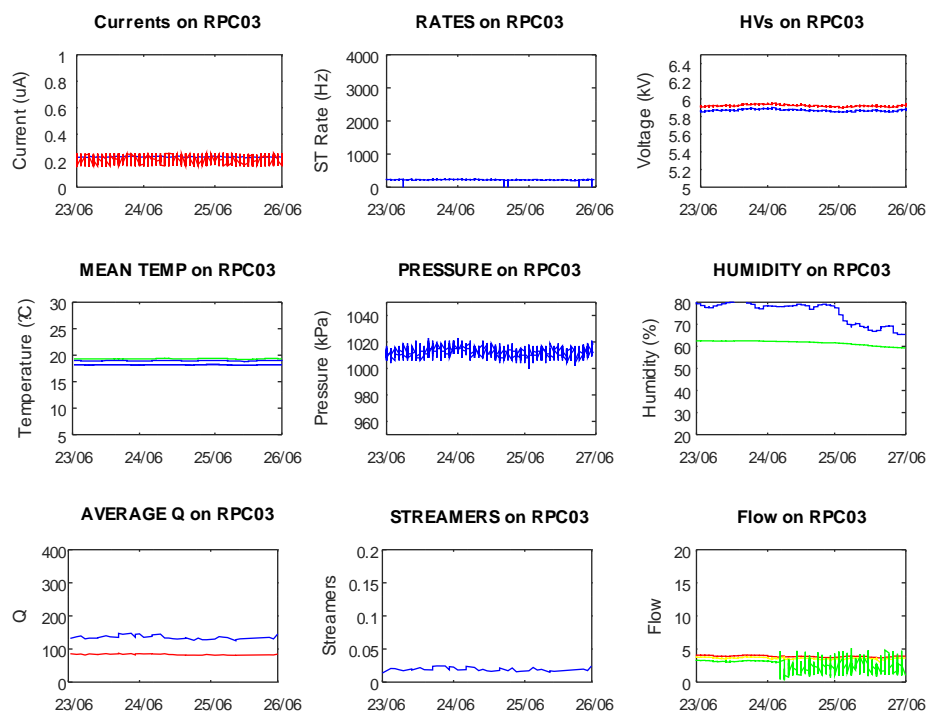 Currents on RPC03
RATES on RPC03
HVs on RPC03
Current (uA)
1
0.8
0.6
0.4
0.2
0
23/06 24/06 25/06 26/06
ST Rate (Hz)
4000
3000
2000
1000
0
23/06 24/06 25/06 26/06
Voltage (kV)
6.4
6.2
6
5.8
5.6
5.4
5.2
5
23/06 24/06 25/06 26/06
MEAN TEMP on RPC03
PRESSURE on RPC03
HUMIDITY on RPC03
Temperature (?C)
30
25
20
15
10
5
23/06 24/06 25/06 26/06
Pressure (kPa)
1040
1020
1000
980
960
23/06 24/06 25/06 27/06
Humidity (%)
80
70
60
50
40
30
20
23/06 24/06 25/06 27/06
AVERAGE Q on RPC03
STREAMERS on RPC03
Flow on RPC03
Q
400
300
200
100
0
23/06 24/06 25/06 26/06
Streamers
0.2
0.15
0.1
0.05
0
23/06 24/06 25/06 26/06
Flow
20
15
10
5
0
23/06 24/06 25/06 27/06